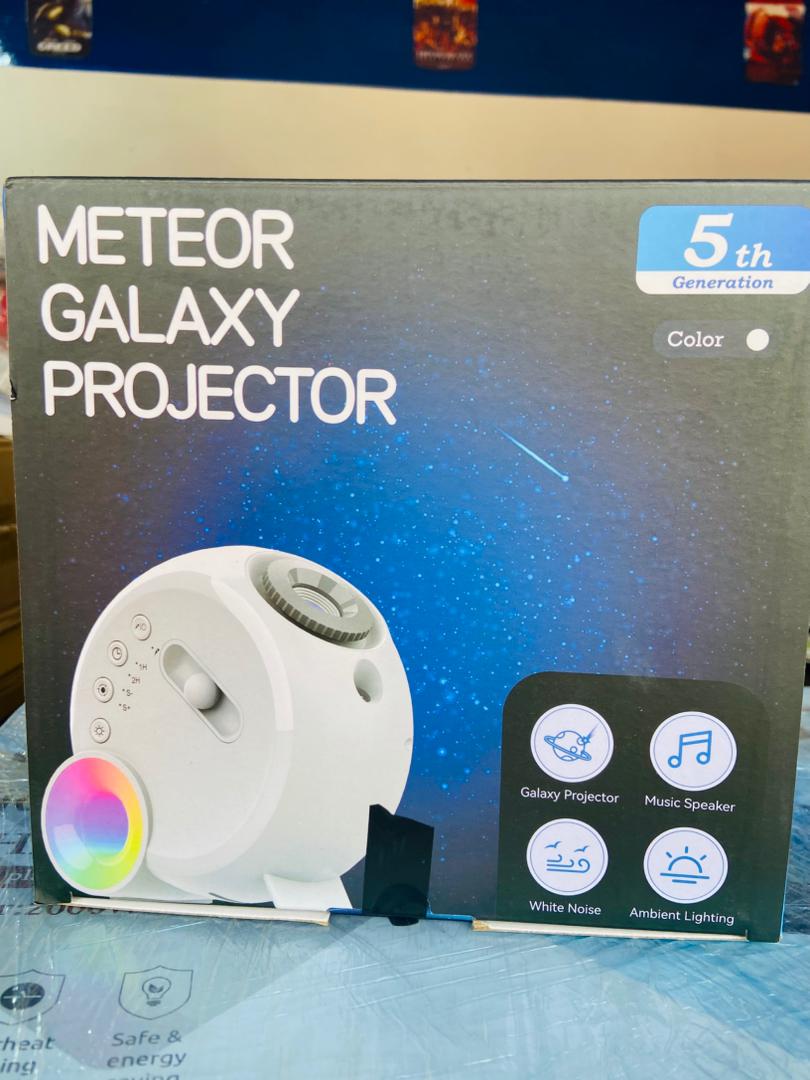 METEOR
GALAXY
PROJECTOR
5th
Generation
Color
1H
2H
S-
S+
Galaxy Projector
Music Speaker
White Noise
Ambient Lighting
Safe &
energy